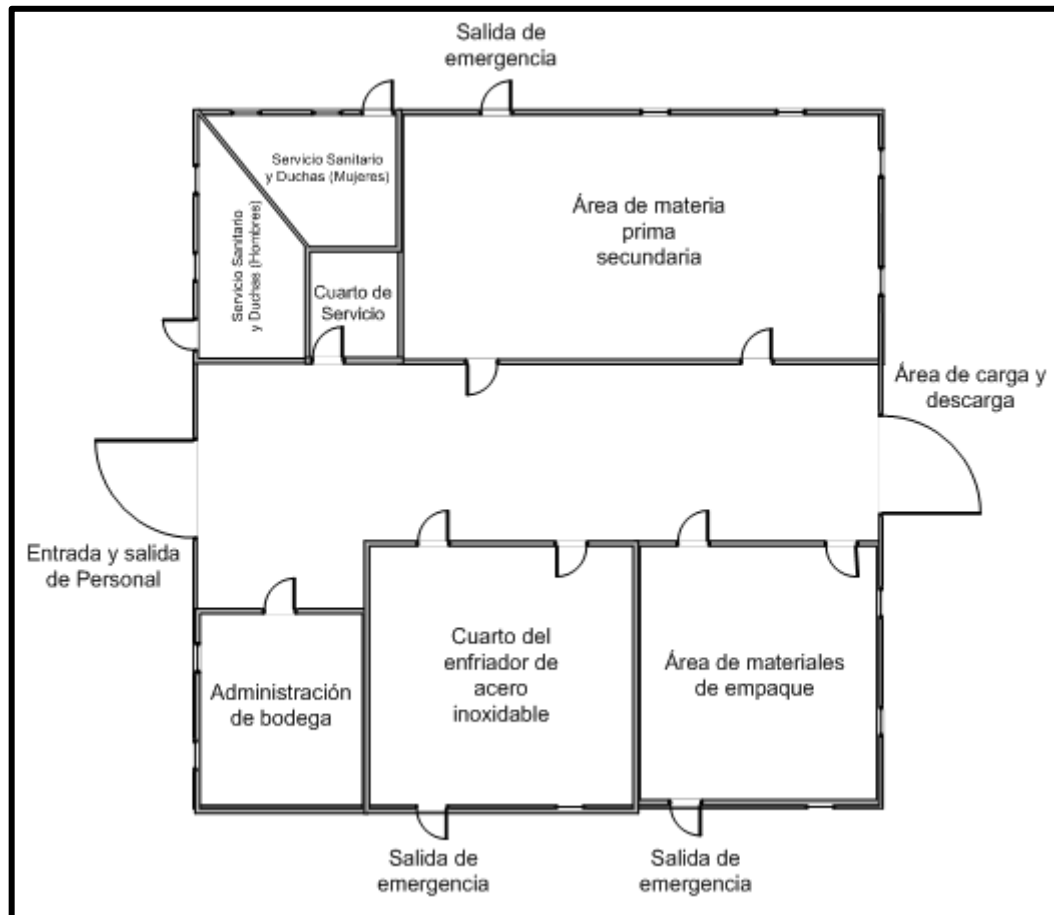 Salida de
emergencia
Servicio Sanitario
y Duchas (Mujeres)
Servicio Sanitario
y Duchas (Hombres)
Cuarto de
Servicio
Área de materia
prima
secundaria
Área de carga y
descarga
Entrada y salida
de Personal
Administración
de bodega
Cuarto del
enfriador de
acero
inoxidable
Área de materiales
de empaque
Salida de
emergencia
Salida de
emergencia